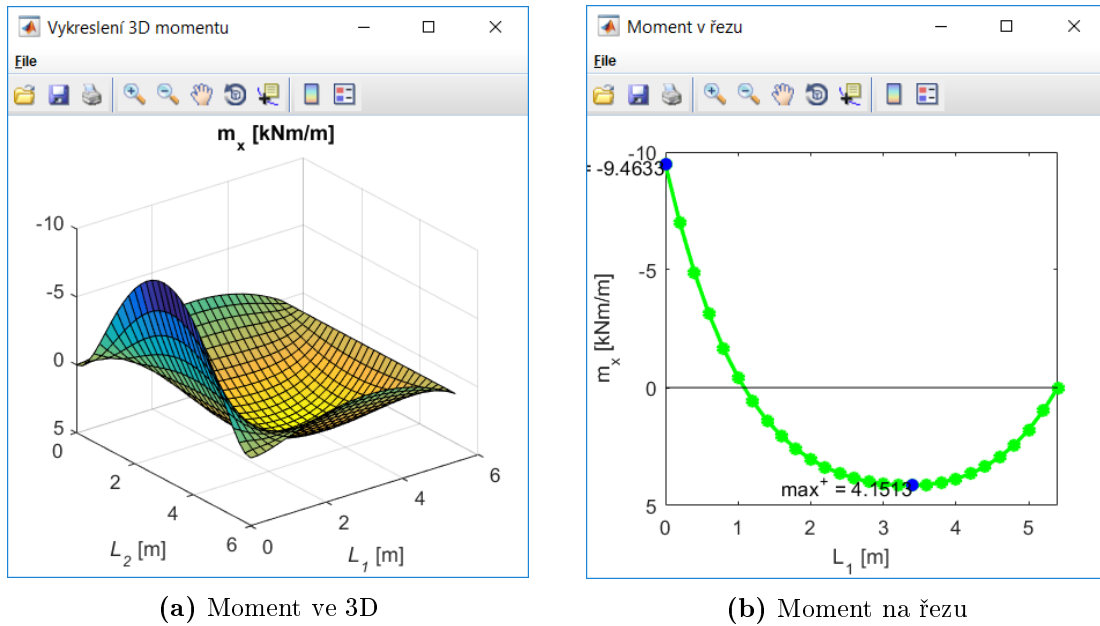 Vykreslení 3D momentu
File
m_x [kNm/m]
-10
-5
0
5
0
2
4
6
0
2
4
6
L_2 [m]
L_1 [m]
(a) Moment ve 3D
Moment v řezu
File
-10
= -9.4633
-5
0
5
m_x [kNm/m]
max^+ = 4.1513
0 1 2 3 4 5
L_1 [m]
(b) Moment na řezu